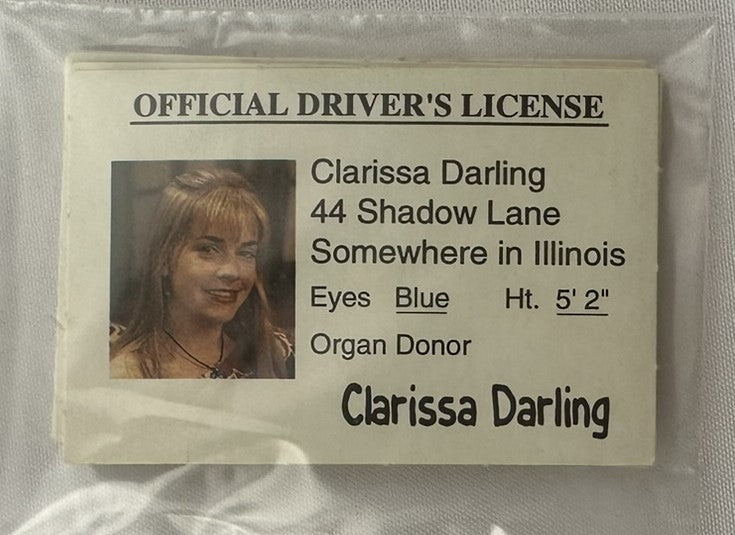 OFFICIAL DRIVER'S LICENSE
Clarissa Darling
44 Shadow Lane
Somewhere in Illinois
Eyes Blue Ht. 5' 2"
Organ Donor
Clarissa Darling